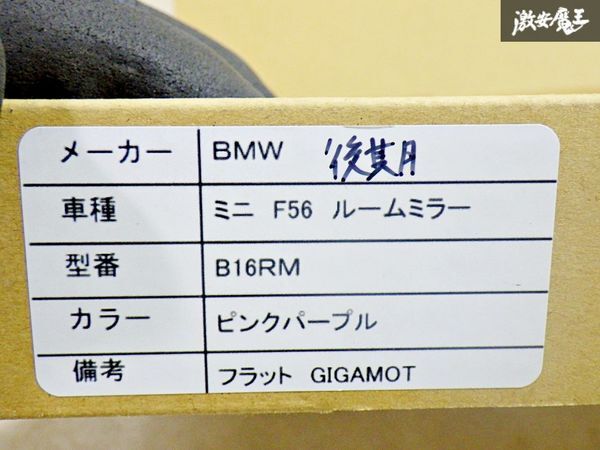 激安魔王
メーカー BMW 後期
車種 ミニ F56 ルームミラー
型番 B16RM
カラー ピンクパープル
備考 フラット GIGAMOT